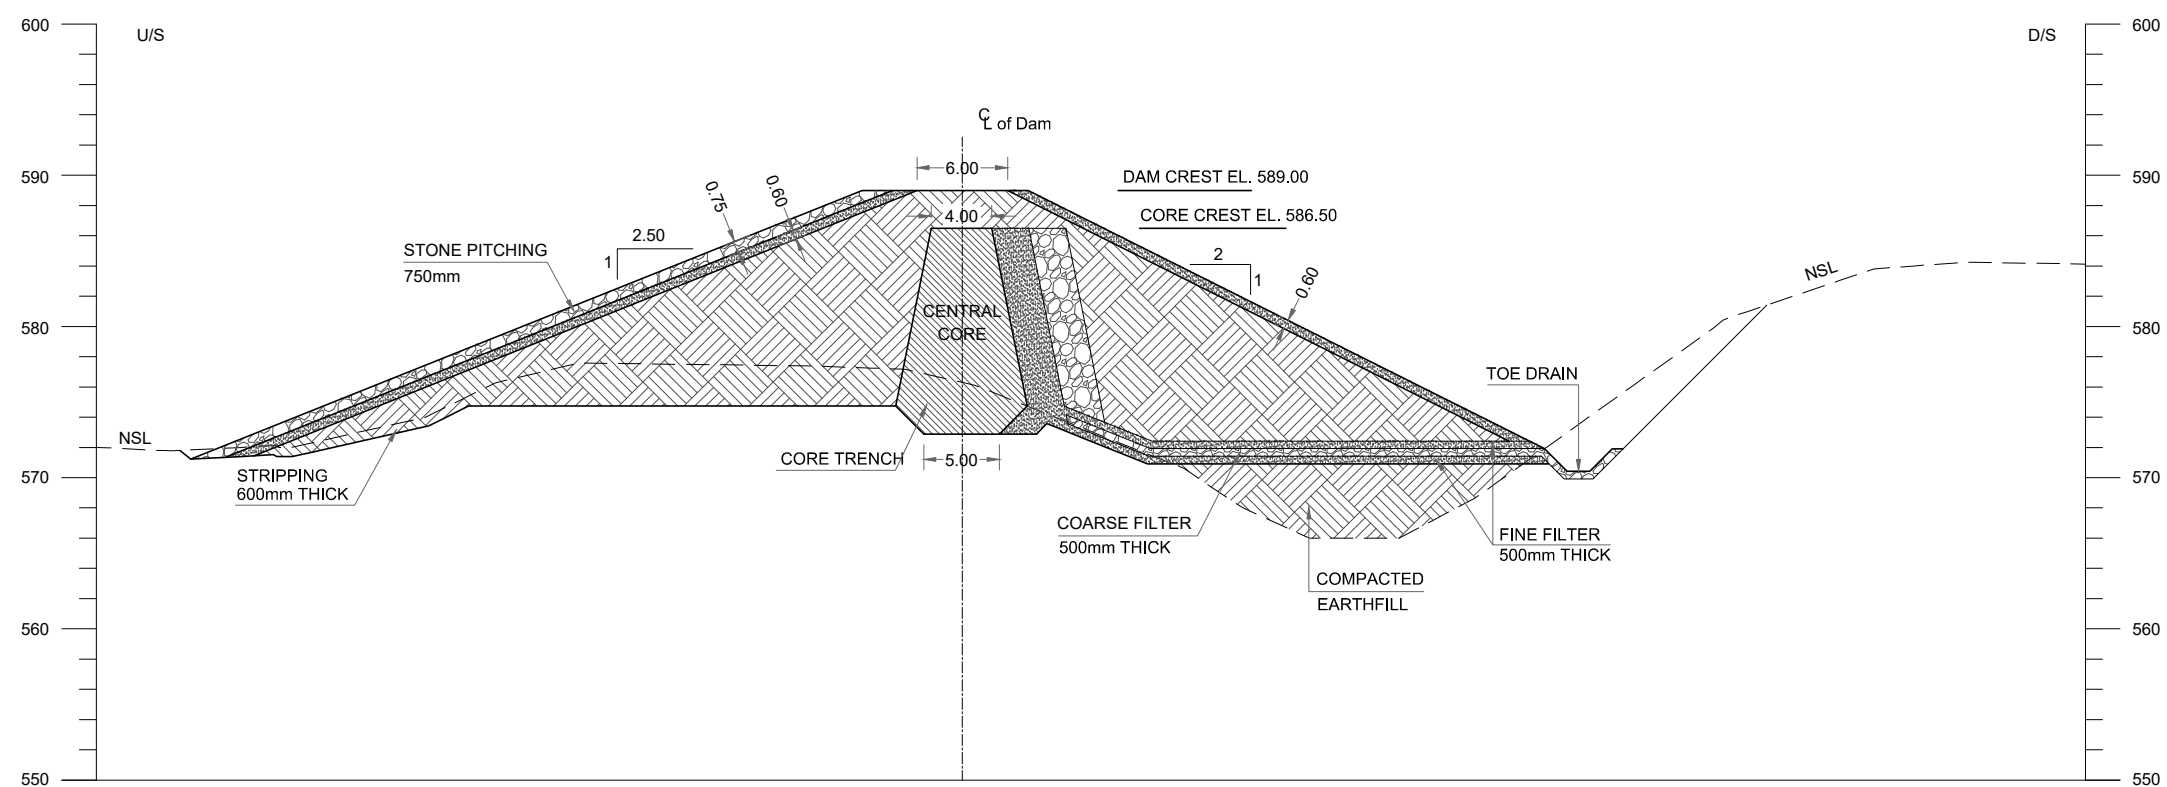 600
U/S
D/S
600
℄ of Dam
6.00
590
DAM CREST EL. 589.00
590
0.75
0.60
4.00
CORE CREST EL. 586.50
2.50
1
STONE PITCHING
750mm
2
1
0.60
NSL
580
CENTRAL
CORE
580
TOE DRAIN
NSL
CORE TRENCH
5.00
570
STRIPPING
600mm THICK
570
COARSE FILTER
500mm THICK
FINE FILTER
500mm THICK
COMPACTED
EARTHFILL
560
560
550
550